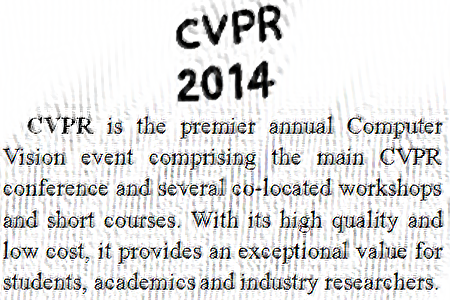 CVPR
2014
CVPR is the premier annual Computer
Vision event comprising the main CVPR
conference and several co-located workshops
and short courses. With its high quality and
low cost, it provides an exceptional value for
students, academics and industry researchers.